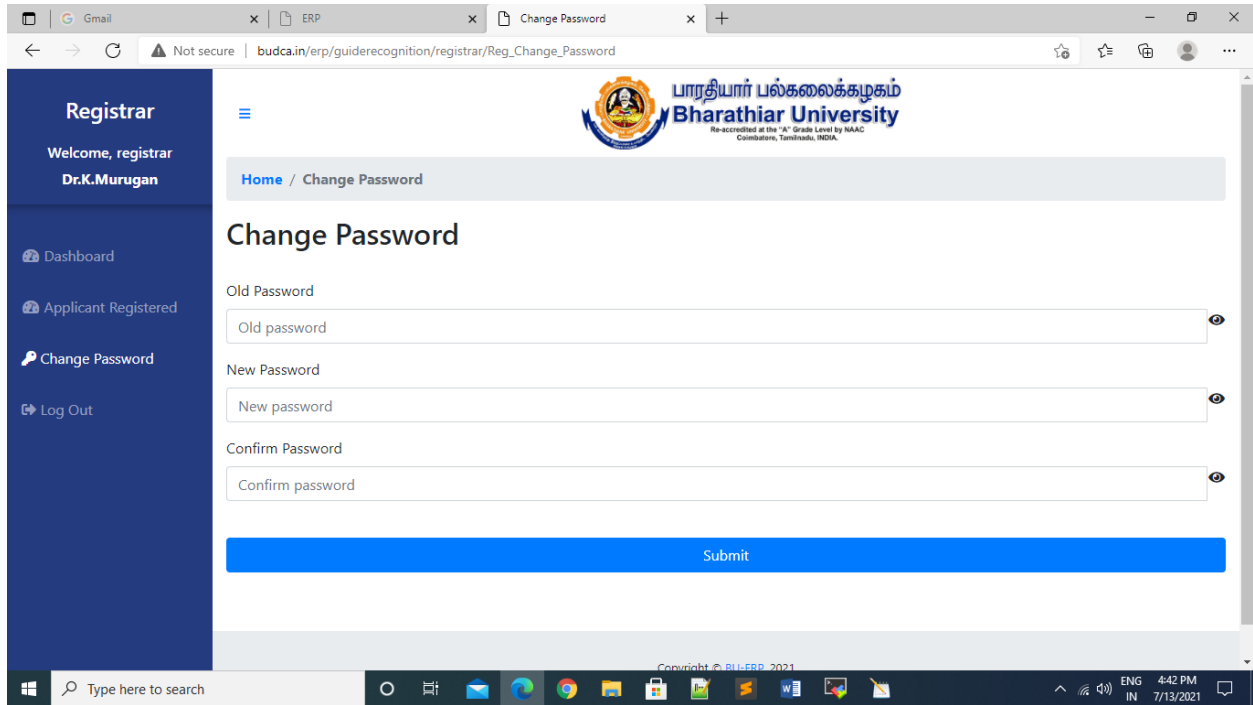 Gmail
ERP
Change Password
Not secure
budca.in/erp/guiderecognition/registrar/Reg_Change_Password
Registrar
Welcome, registrar
Dr.K.Murugan
Dashboard
Applicant Registered
Change Password
Log Out
பாரதியார் பல்கலைக்கழகம்
Bharathiar University
Re-accredited at the "A" Grade Level by NAAC
Coimbatore, Tamilnadu, INDIA.
Home / Change Password
Change Password
Old Password
Old password
New Password
New password
Confirm Password
Confirm password
Submit
Copyright © BU-ERP 2021
Type here to search
ENG
IN
4:42 PM
7/13/2021